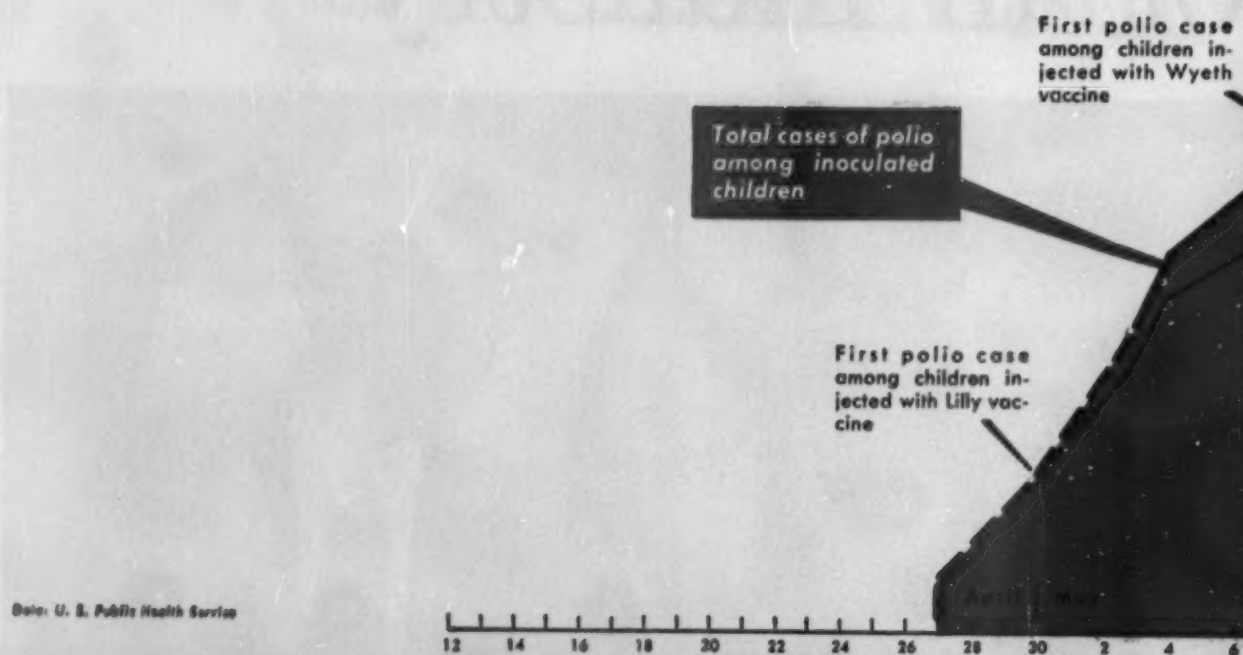 First polio case
among children in-
jected with Wyeth
vaccine
Total cases of polio
among inoculated
children
First polio case
among children in-
jected with Lilly vac-
cine
April May
Data: U. S. Public Health Service
12 14 16 18 20 22 24 26 28 30 2 4 6